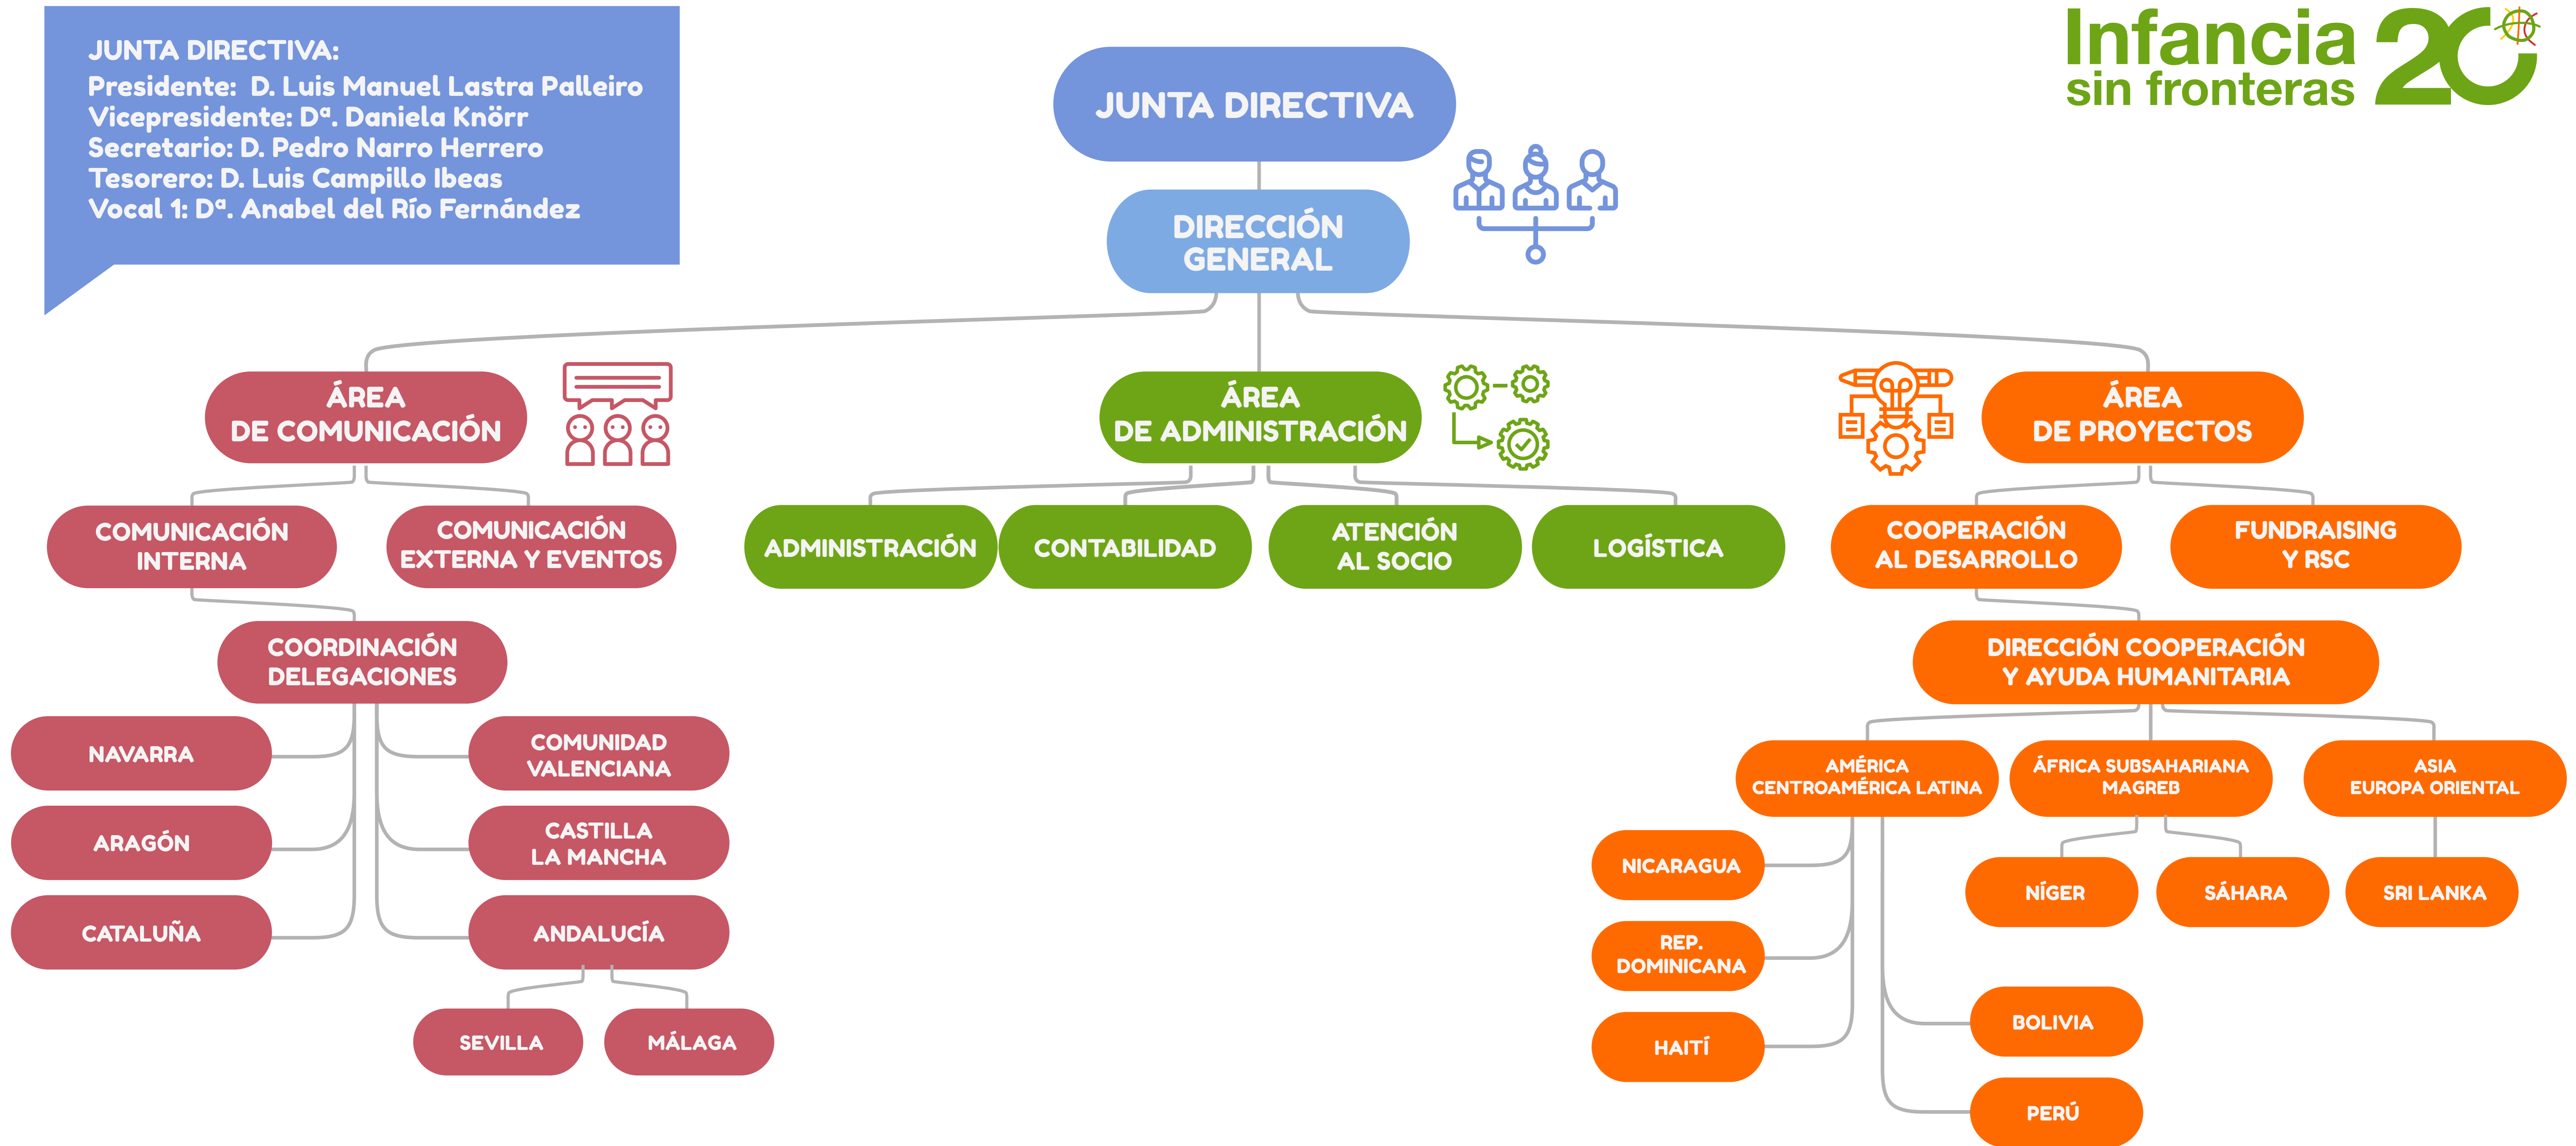 JUNTA DIRECTIVA:
Presidente:  D. Luis Manuel Lastra Palleiro
Vicepresidente: Dª. Daniela Knörr
Secretario: D. Pedro Narro Herrero
Tesorero: D. Luis Campillo Ibeas
Vocal 1: Dª. Anabel del Río Fernández
Infancia 20
sin fronteras
JUNTA DIRECTIVA
DIRECCIÓN
GENERAL
ÁREA
DE COMUNICACIÓN
ÁREA
DE ADMINISTRACIÓN
ÁREA
DE PROYECTOS
COMUNICACIÓN
INTERNA
COMUNICACIÓN
EXTERNA Y EVENTOS
ADMINISTRACIÓN
CONTABILIDAD
ATENCIÓN
AL SOCIO
LOGÍSTICA
COOPERACIÓN
AL DESARROLLO
FUNDRAISING
Y RSC
COORDINACIÓN
DELEGACIONES
DIRECCIÓN COOPERACIÓN
Y AYUDA HUMANITARIA
NAVARRA
COMUNIDAD
VALENCIANA
ARAGÓN
CASTILLA
LA MANCHA
CATALUÑA
ANDALUCÍA
SEVILLA
MÁLAGA
AMÉRICA
CENTROAMÉRICA LATINA
ÁFRICA SUBSAHARIANA
MAGREB
ASIA
EUROPA ORIENTAL
NICARAGUA
REP.
DOMINICANA
HAITÍ
BOLIVIA
PERÚ
NÍGER
SÁHARA
SRI LANKA